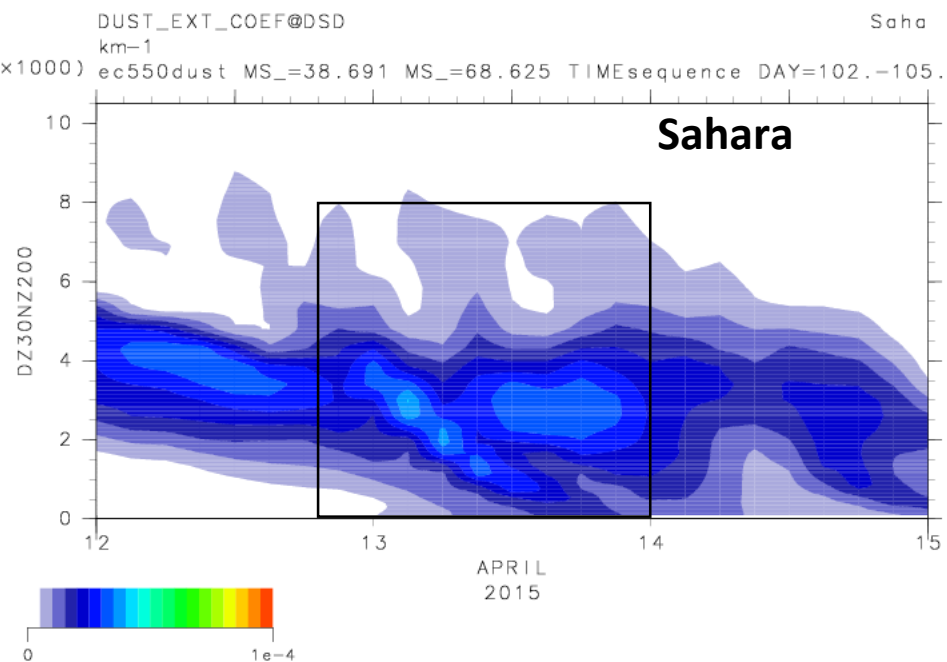 DUST_EXT_COEF@DSD Saha
km-1
×1000) ec550dust MS_=38.691 MS_=68.625 TIMEsequence DAY=102.-105.
Sahara
10
8
6
4
2
0
DZ30NZ200
12 13 14 15
APRIL
2015
0 1e-4